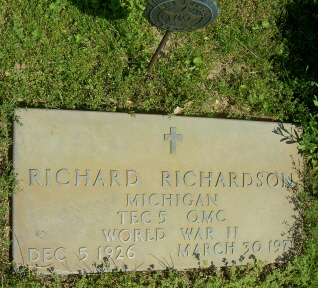 RICHARD RICHARDSON
MICHIGAN
TEC 5 QMC
WORLD WAR II
DEC 5 1926 MARCH 30